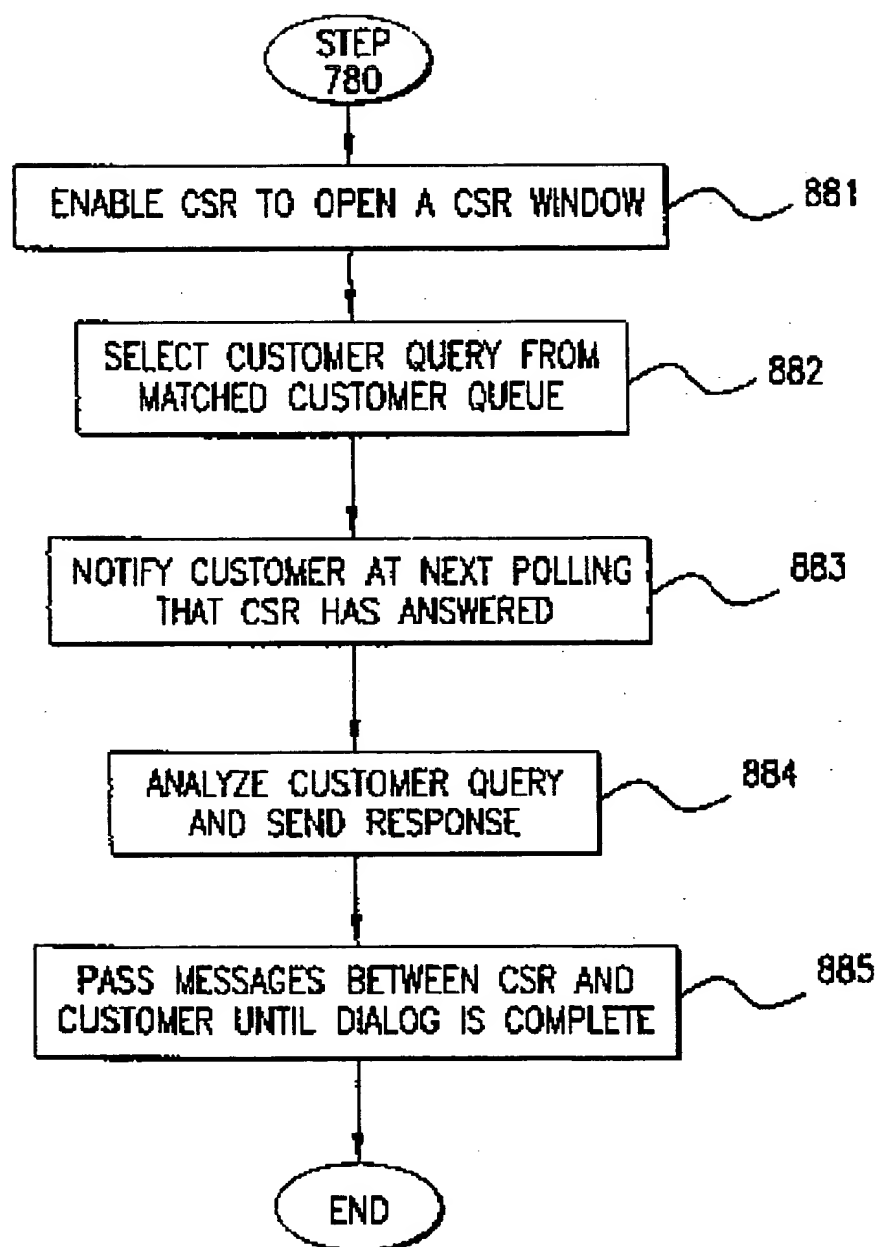 STEP
780
ENABLE CSR TO OPEN A CSR WINDOW
881
SELECT CUSTOMER QUERY FROM
MATCHED CUSTOMER QUEUE
882
NOTIFY CUSTOMER AT NEXT POLLING
THAT CSR HAS ANSWERED
883
ANALYZE CUSTOMER QUERY
AND SEND RESPONSE
884
PASS MESSAGES BETWEEN CSR AND
CUSTOMER UNTIL DIALOG IS COMPLETE
885
END